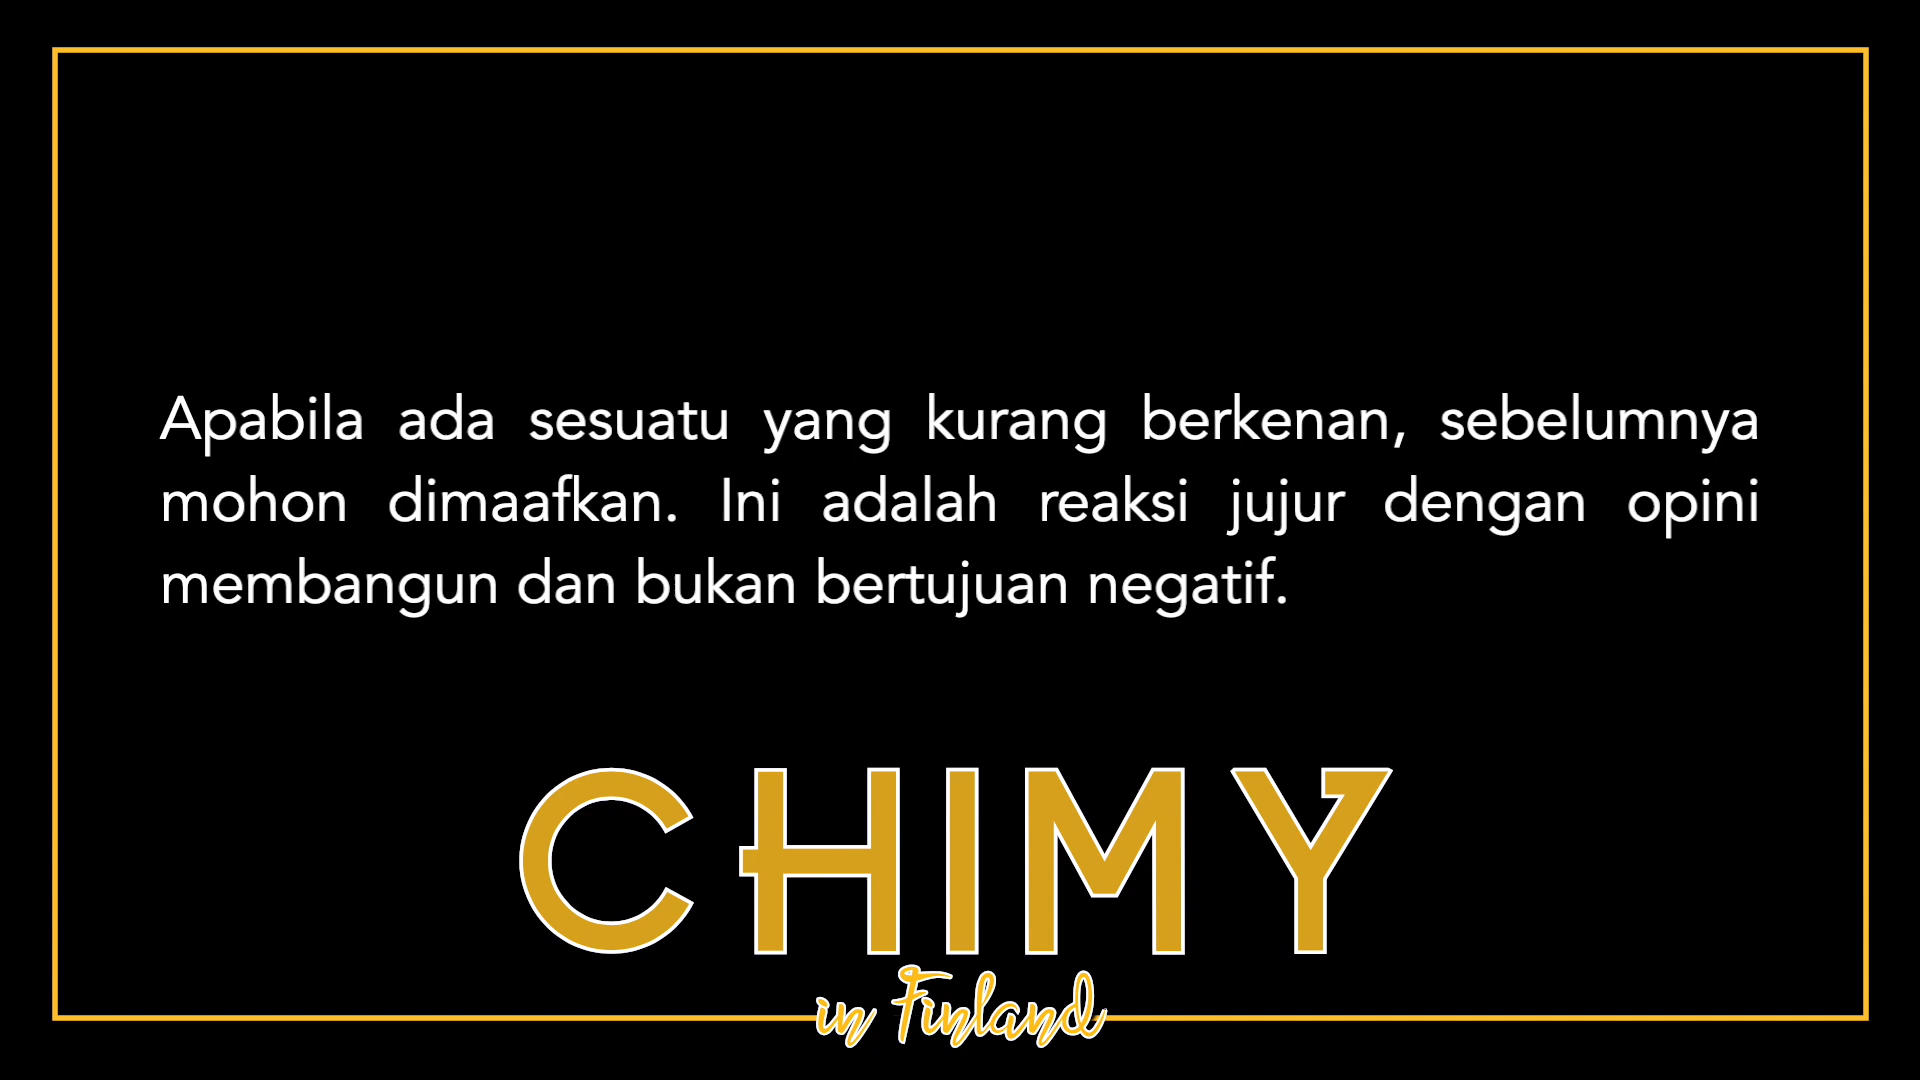 Apabila ada sesuatu yang kurang berkenan, sebelumnya
mohon dimaafkan. Ini adalah reaksi jujur dengan opini
membangun dan bukan bertujuan negatif.
CHIMY
in Finland